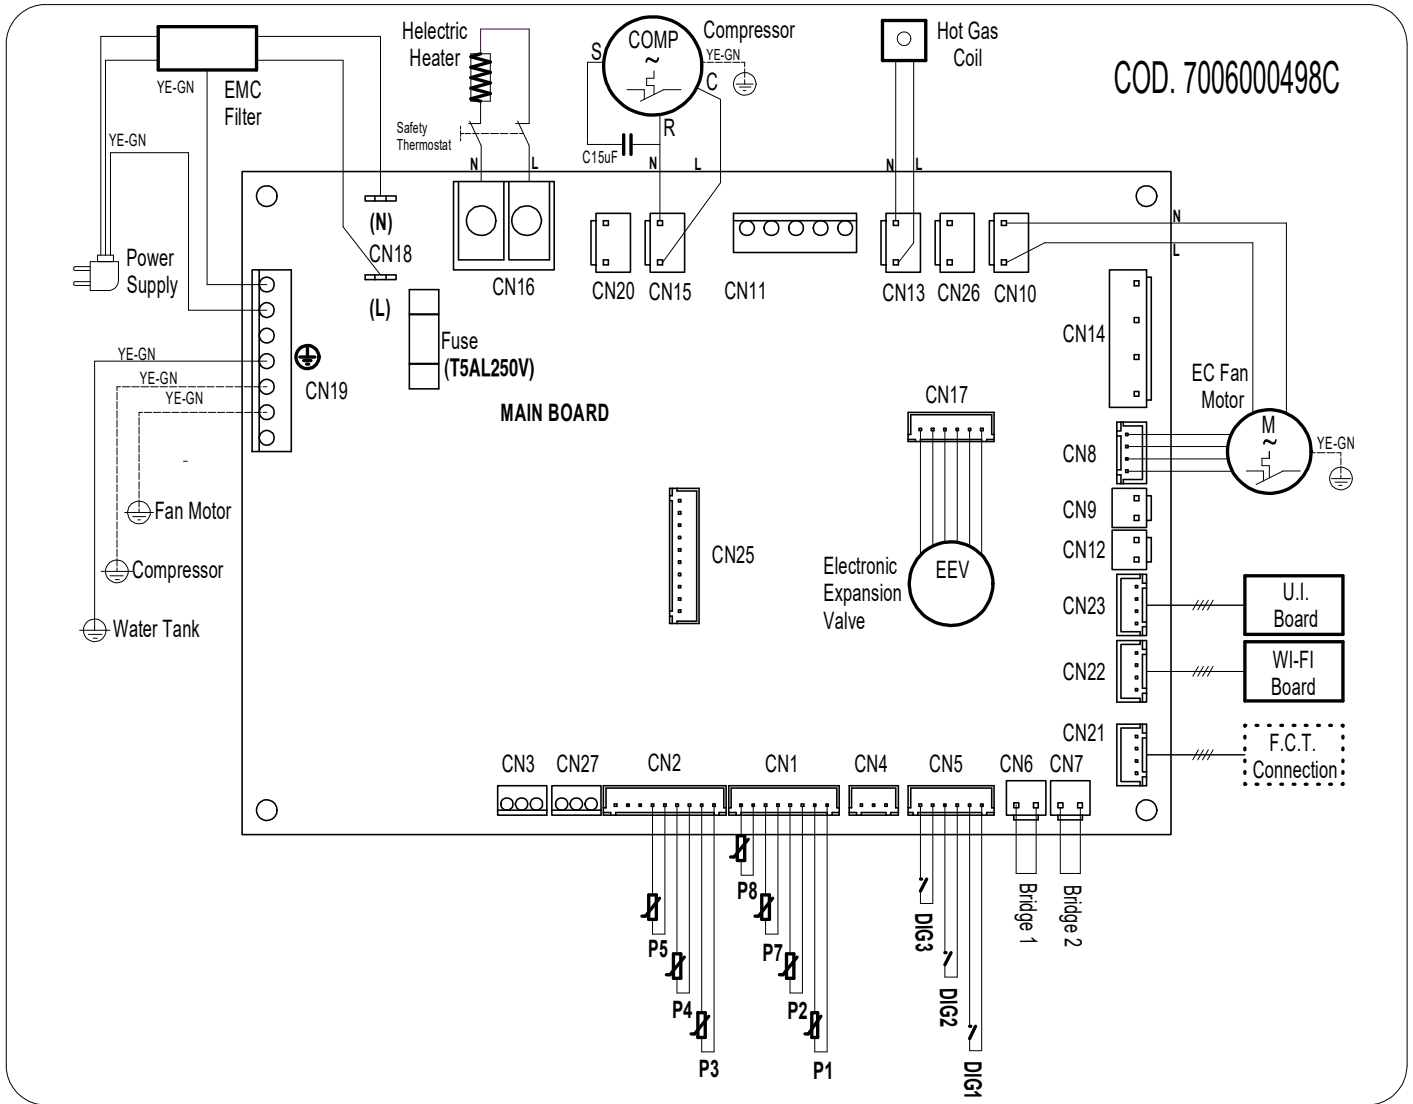 COD. 7006000498C
EMC
Filter
YE-GN
YE-GN
Helectric
Heater
Safety
Thermostat
N
L
COMP
~
Compressor
YE-GN
S
C
R
C15uF
N
L
Hot Gas
Coil
N
L
N
L
Power
Supply
(N)
CN18
(L)
CN16
CN20
CN15
CN11
CN13
CN26
CN10
Fuse
(T5AL250V)
CN19
YE-GN
YE-GN
YE-GN
MAIN BOARD
CN14
EC Fan
Motor
M
~
YE-GN
CN17
CN8
CN9
CN12
CN23
CN22
CN21
-
Fan Motor
Compressor
Water Tank
CN25
Electronic
Expansion
Valve
EEV
U.I.
Board
WI-FI
Board
F.C.T.
Connection
CN3
CN27
CN2
CN1
CN4
CN5
CN6
CN7
P8
P5
P7
P4
P2
P3
P1
DIG3
DIG2
DIG1
Bridge 1
Bridge 2